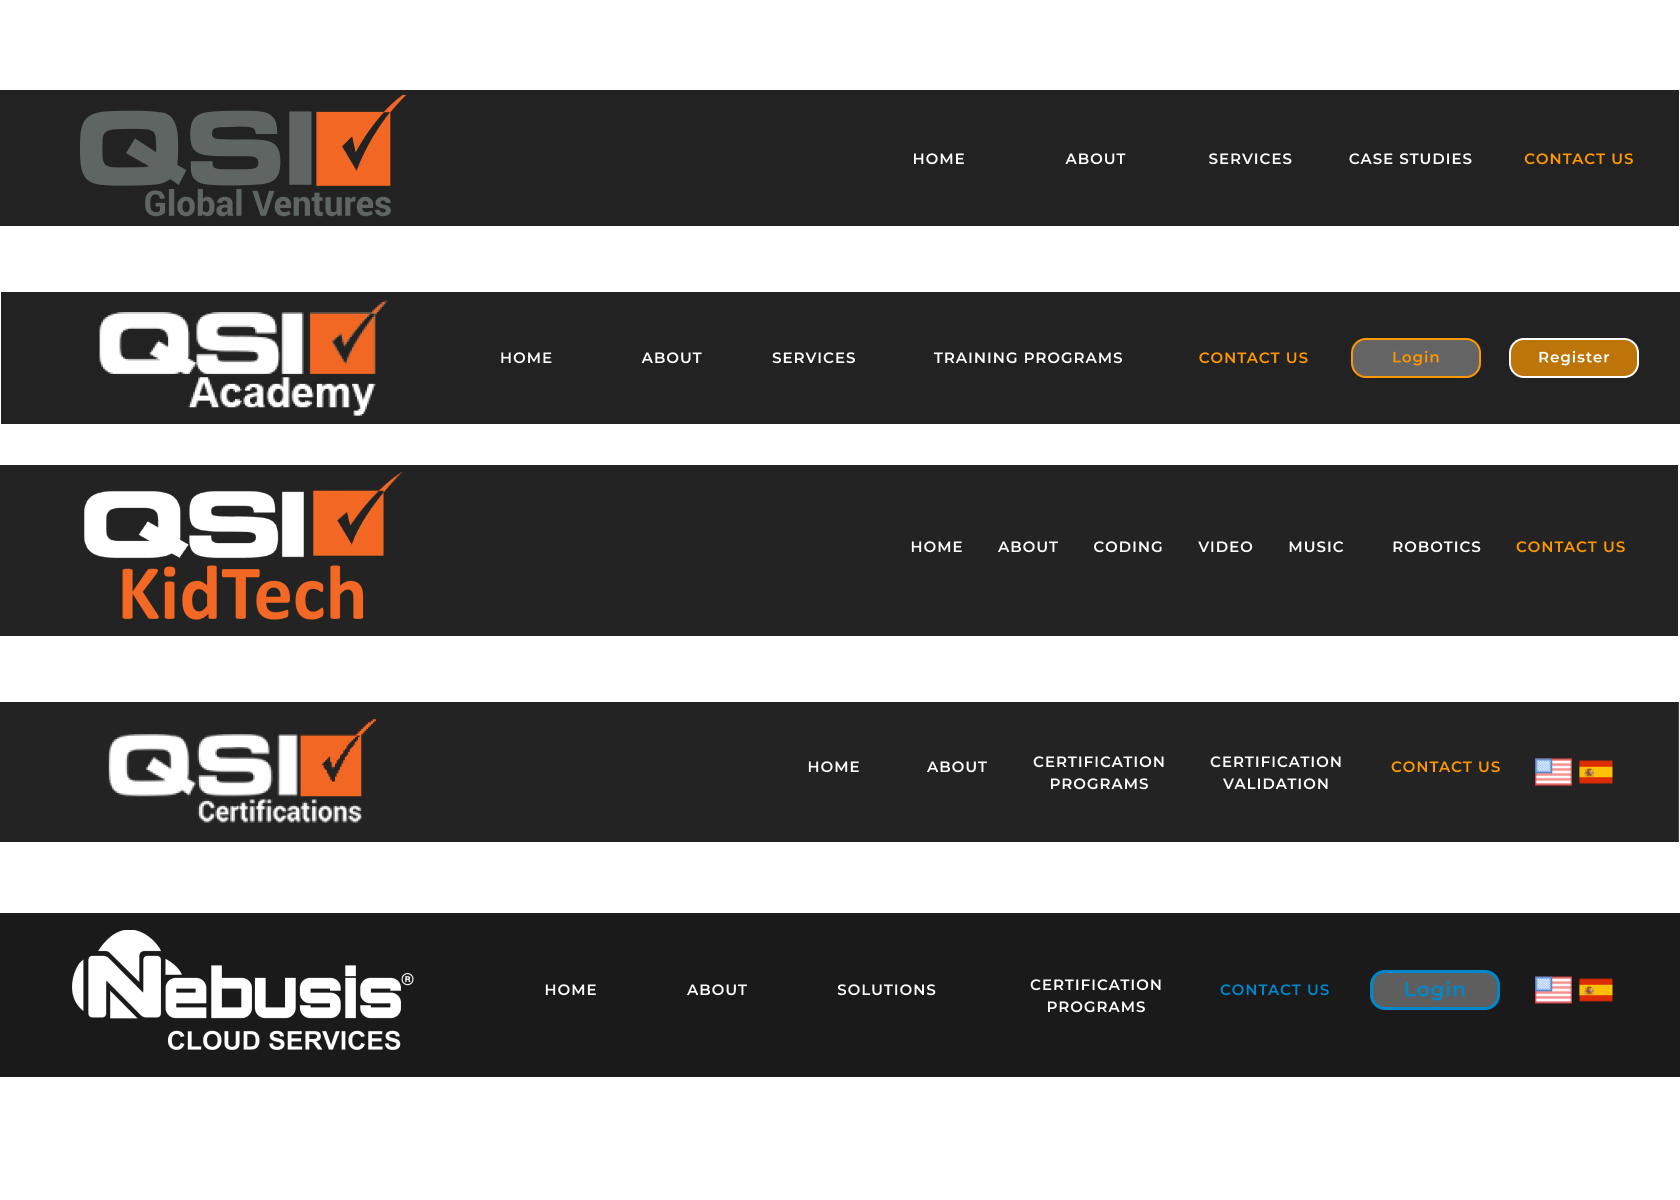 QSI
Global Ventures
HOME ABOUT SERVICES CASE STUDIES CONTACT US
QSI
Academy
HOME ABOUT SERVICES TRAINING PROGRAMS CONTACT US Login Register
QSI
KidTech
HOME ABOUT CODING VIDEO MUSIC ROBOTICS CONTACT US
QSI
Certifications
HOME ABOUT CERTIFICATION PROGRAMS CERTIFICATION VALIDATION CONTACT US
Nebusis®
CLOUD SERVICES
HOME ABOUT SOLUTIONS CERTIFICATION PROGRAMS CONTACT US Login